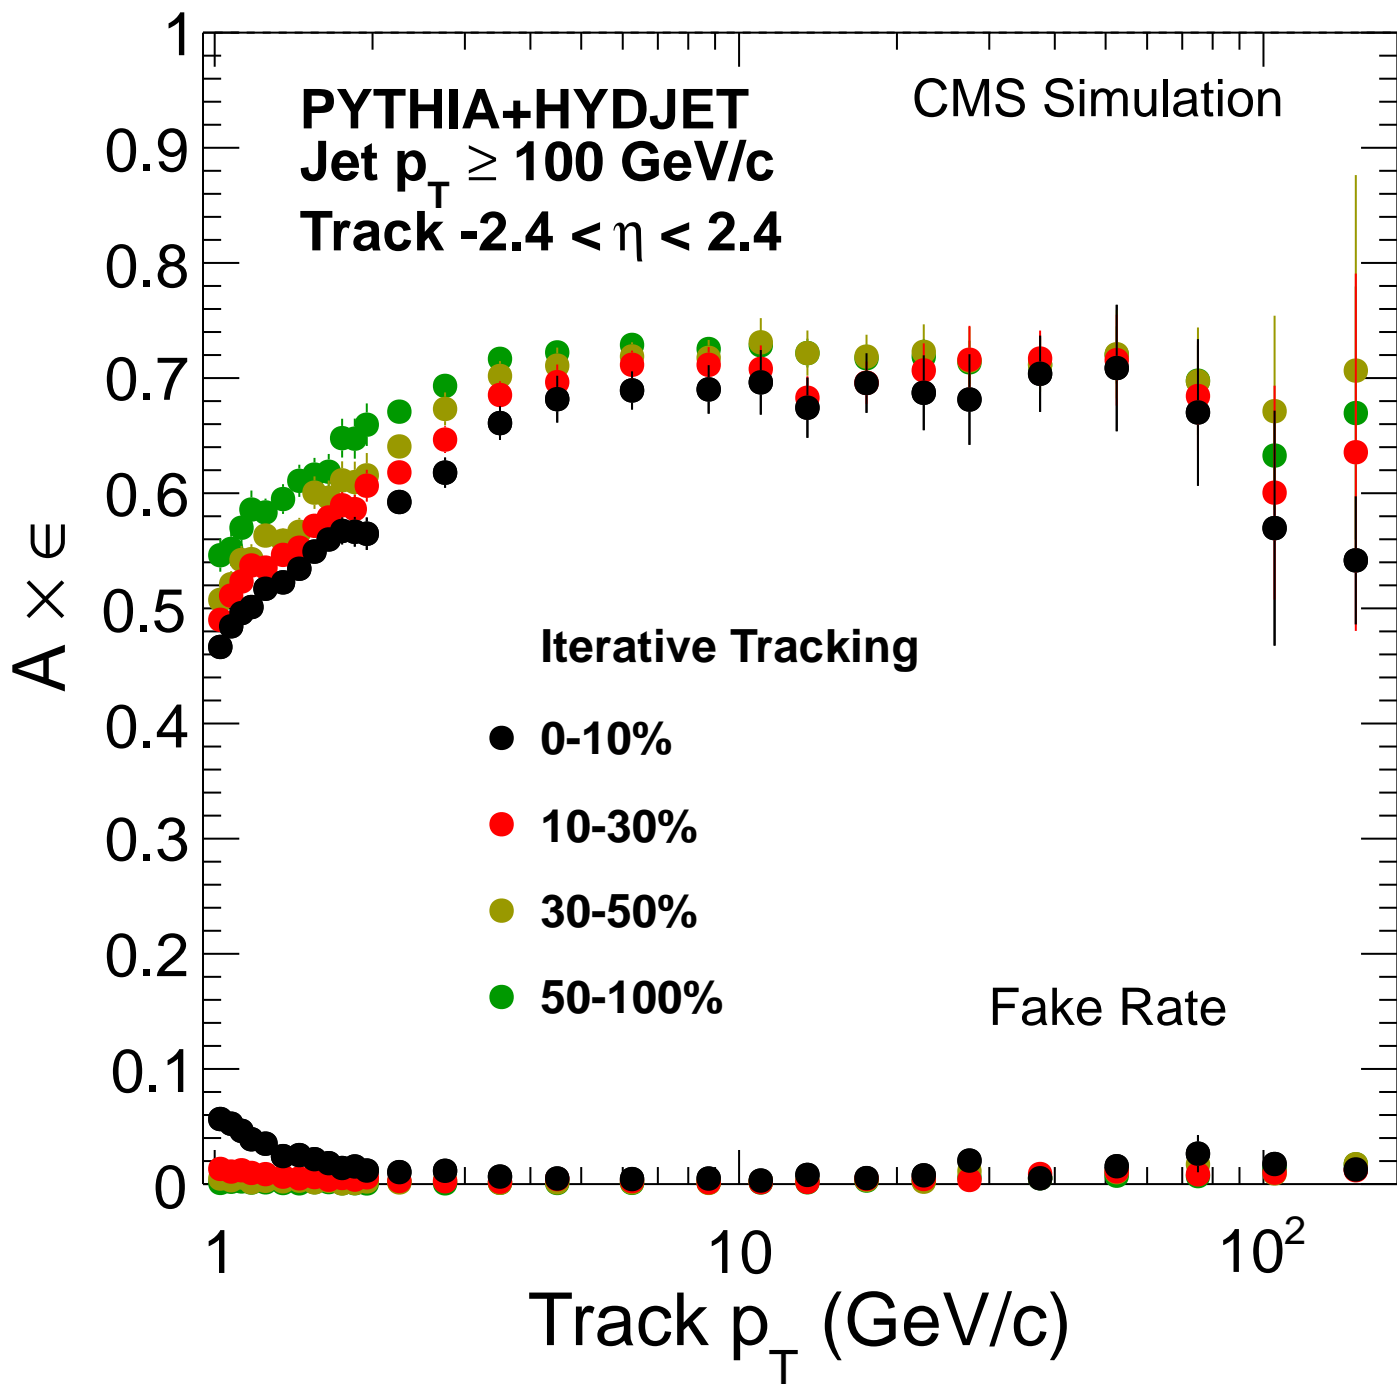 CMS Simulation
PYTHIA+HYDJET
Jet p_T ≥ 100 GeV/c
Track -2.4 < η < 2.4
A × ∈
1
0.9
0.8
0.7
0.6
0.5
0.4
0.3
0.2
0.1
0
Iterative Tracking
0-10%
10-30%
30-50%
50-100%
Fake Rate
1 10 10²
Track p_T (GeV/c)